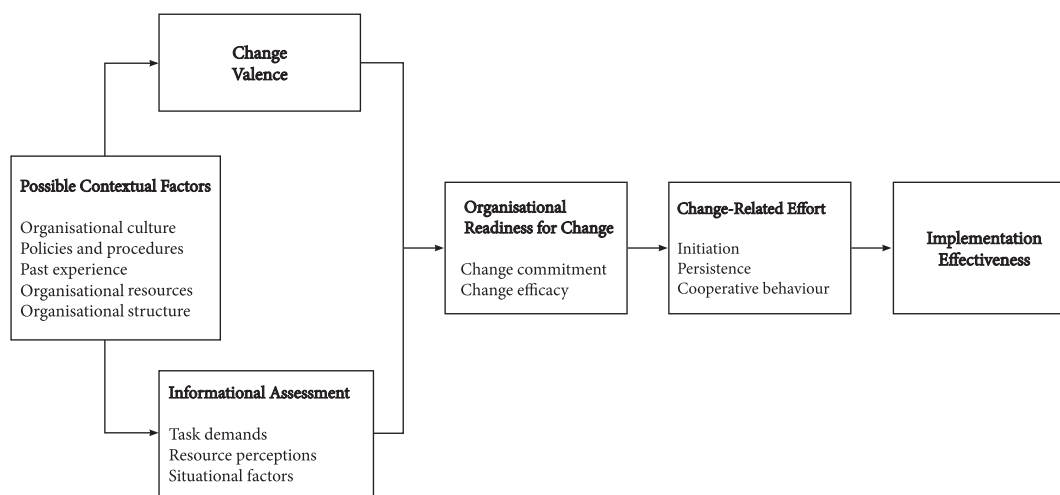 Change
Valence
Possible Contextual Factors
Organisational culture
Policies and procedures
Past experience
Organisational resources
Organisational structure
Informational Assessment
Task demands
Resource perceptions
Situational factors
Organisational
Readiness for Change
Change commitment
Change efficacy
Change-Related Effort
Initiation
Persistence
Cooperative behaviour
Implementation
Effectiveness